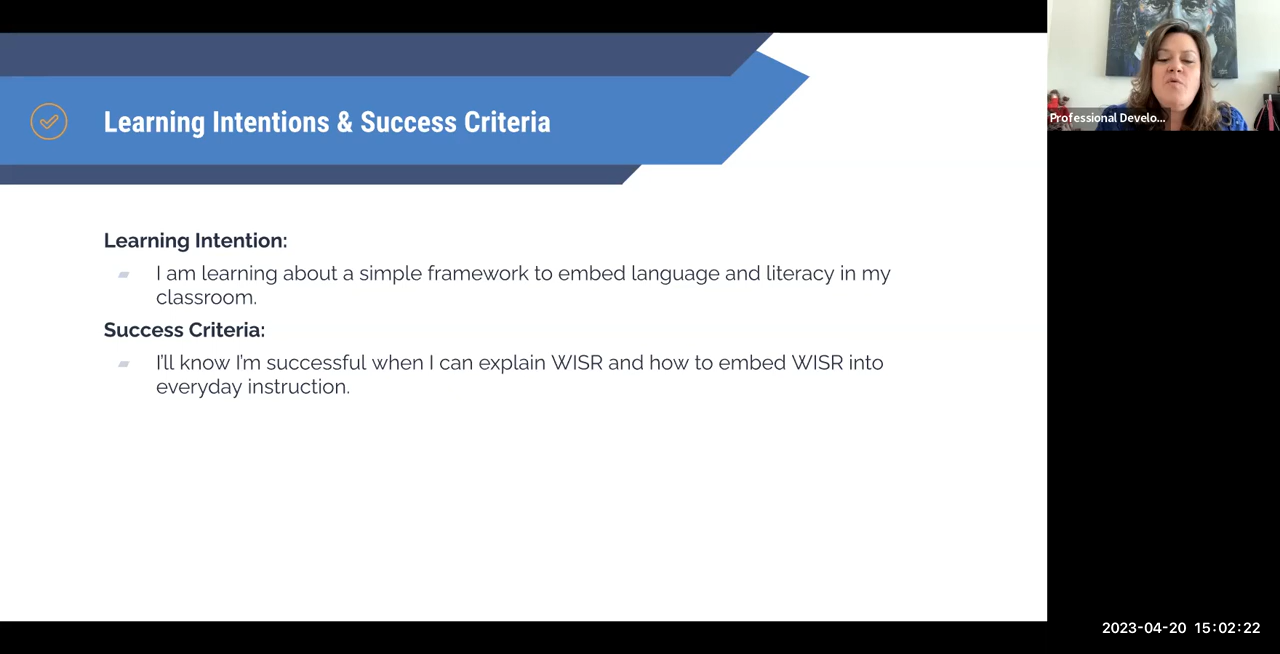 Learning Intentions & Success Criteria
Professional Develo...
Learning Intention:
I am learning about a simple framework to embed language and literacy in my
classroom.
Success Criteria:
I'll know I'm successful when I can explain WISR and how to embed WISR into
everyday instruction.
2023-04-20 15:02:22